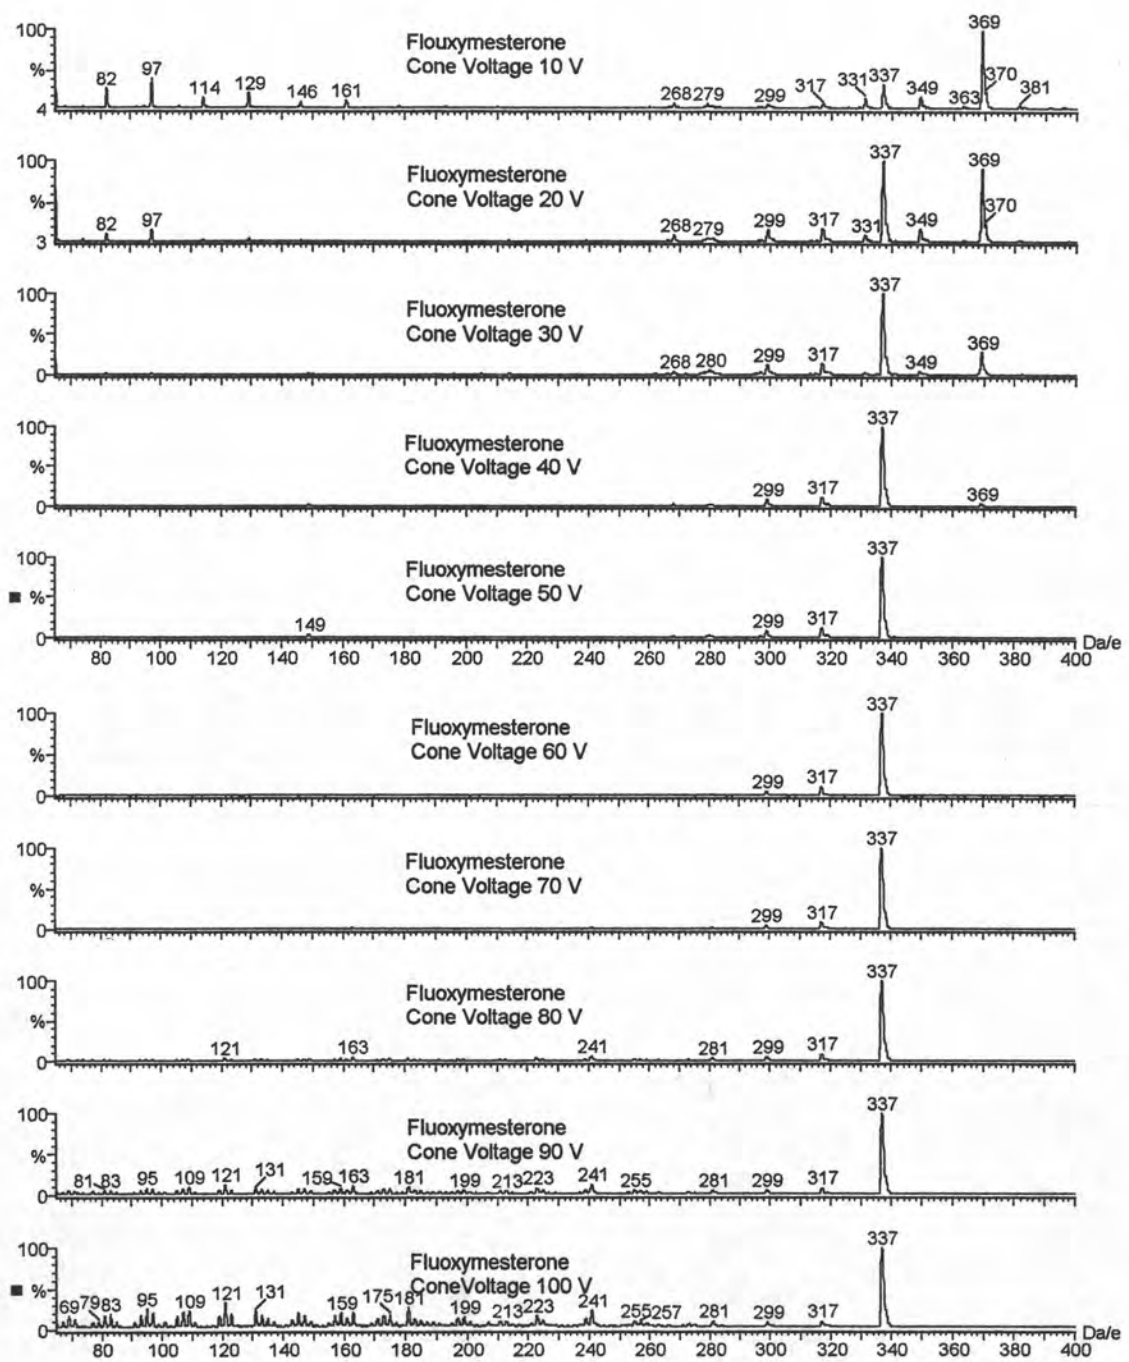 100
Flouxymesterone
Cone Voltage 10 V
%
4
82 97 114 129 146 161 268 279 299 317 331 337 349 363 369 370 381
100
Fluoxymesterone
Cone Voltage 20 V
%
3
82 97 268 279 299 317 331 337 349 369 370
100
Fluoxymesterone
Cone Voltage 30 V
%
0
268 280 299 317 337 349 369
100
Fluoxymesterone
Cone Voltage 40 V
%
0
299 317 337 369
100
Fluoxymesterone
Cone Voltage 50 V
%
0
149 299 317 337
Da/e
80 100 120 140 160 180 200 220 240 260 280 300 320 340 360 380 400
100
Fluoxymesterone
Cone Voltage 60 V
%
0
299 317 337
100
Fluoxymesterone
Cone Voltage 70 V
%
0
299 317 337
100
Fluoxymesterone
Cone Voltage 80 V
%
0
121 163 241 281 299 317 337
100
Fluoxymesterone
Cone Voltage 90 V
%
0
81 83 95 109 121 131 159 163 181 199 213 223 241 255 281 299 317 337
100
Fluoxymesterone
ConeVoltage 100 V
%
0
69 79 83 95 109 121 131 159 175 181 199 213 223 241 255 257 281 299 317 337
Da/e
80 100 120 140 160 180 200 220 240 260 280 300 320 340 360 380 400